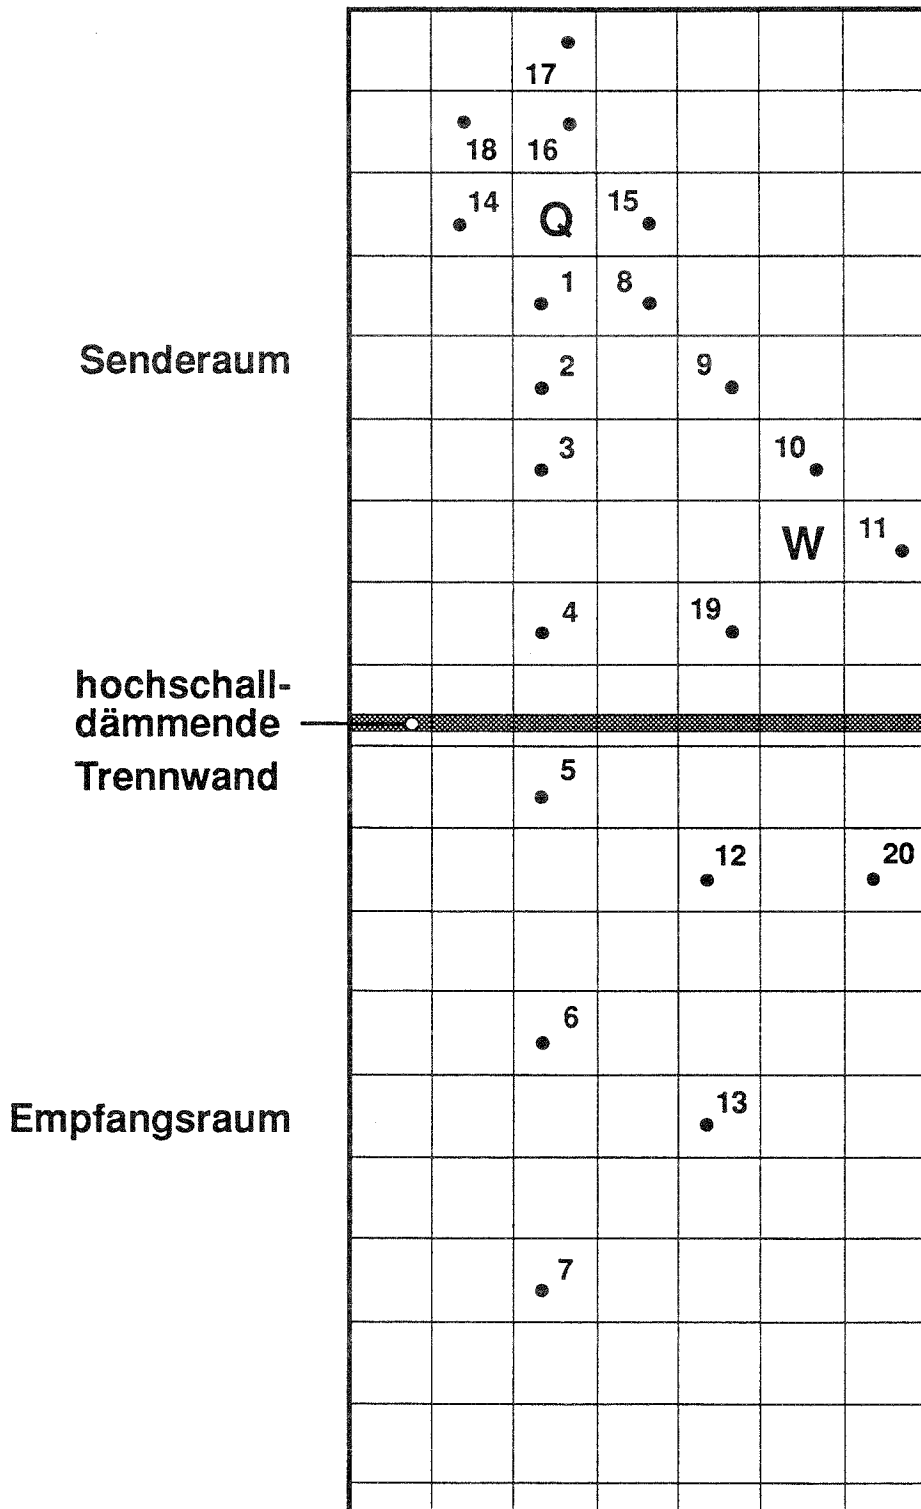 17
18 16
14 Q 15
1 8
Senderaum 2 9
3 10
W 11
4 19
hochschall-
dämmende
Trennwand 5
12 20
6
Empfangsraum 13
7